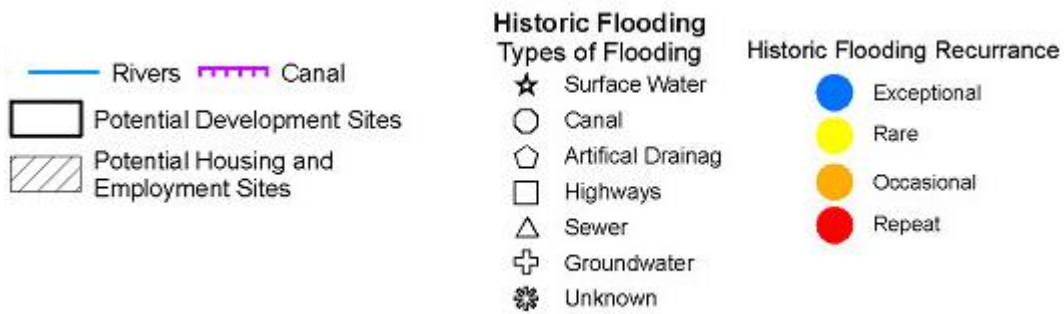 Rivers
Canal
Potential Development Sites
Potential Housing and
Employment Sites
Historic Flooding
Types of Flooding
Surface Water
Canal
Artifical Drainag
Highways
Sewer
Groundwater
Unknown
Historic Flooding Recurrance
Exceptional
Rare
Occasional
Repeat